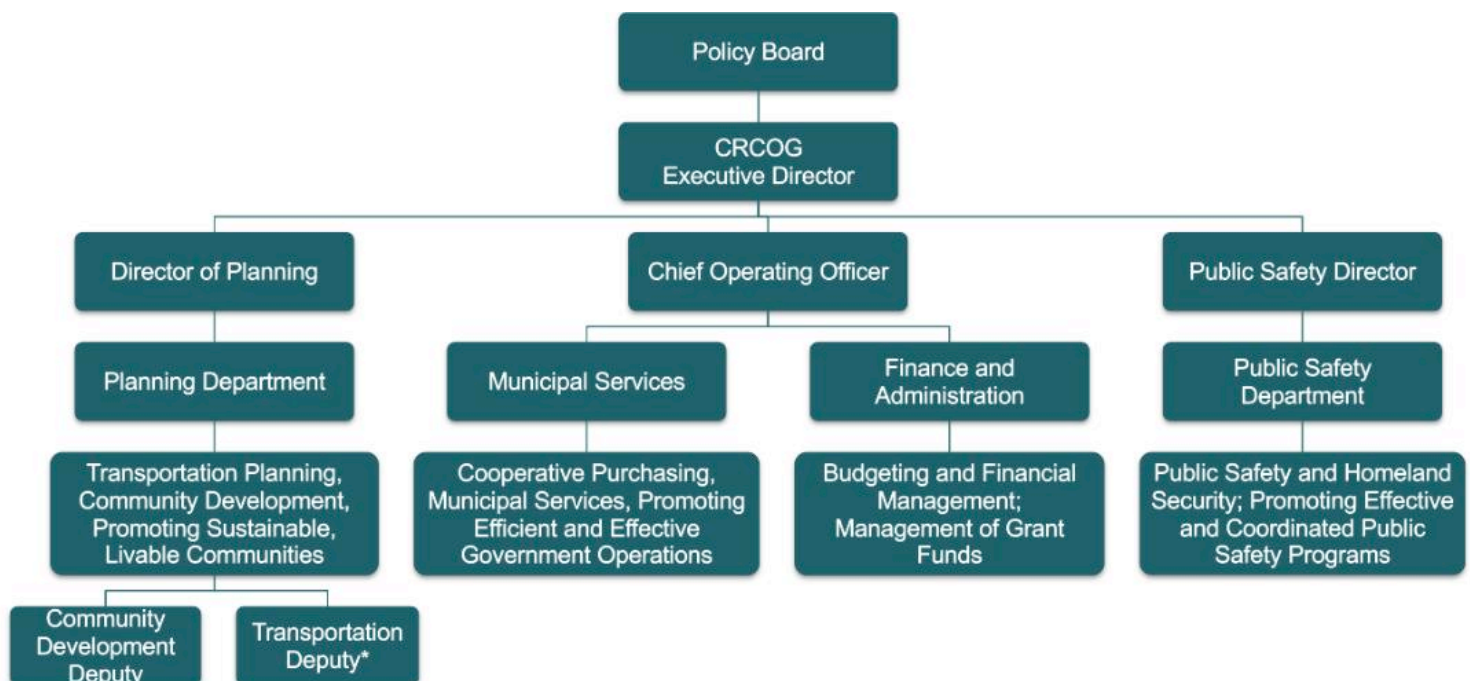 Policy Board
CRCOG
Executive Director
Director of Planning
Chief Operating Officer
Public Safety Director
Planning Department
Municipal Services
Finance and
Administration
Public Safety
Department
Transportation Planning,
Community Development,
Promoting Sustainable,
Livable Communities
Cooperative Purchasing,
Municipal Services, Promoting
Efficient and Effective
Government Operations
Budgeting and Financial
Management;
Management of Grant
Funds
Public Safety and Homeland
Security; Promoting Effective
and Coordinated Public
Safety Programs
Community
Development
Deputy
Transportation
Deputy*